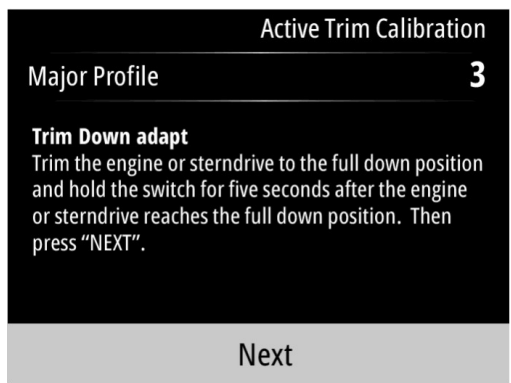 Active Trim Calibration
Major Profile 3
Trim Down adapt
Trim the engine or sterndrive to the full down position
and hold the switch for five seconds after the engine
or sterndrive reaches the full down position.  Then
press “NEXT”.
Next